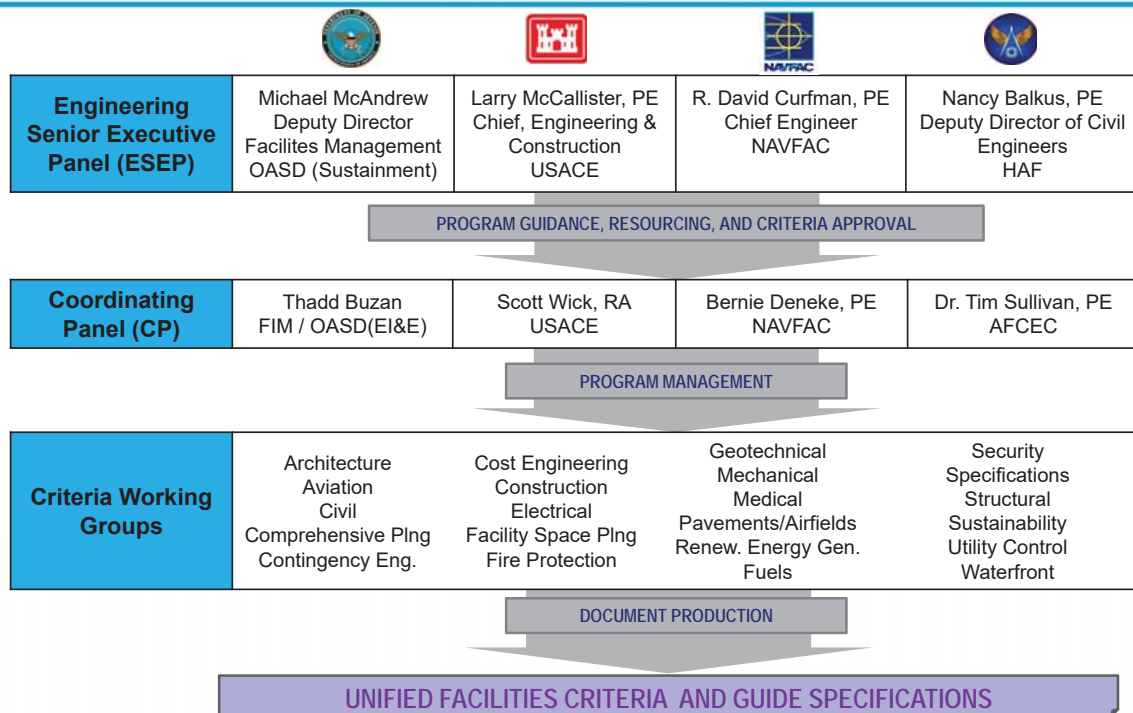 NAVFAC
Engineering
Senior Executive
Panel (ESEP)
Michael McAndrew
Deputy Director
Facilites Management
OASD (Sustainment)
Larry McCallister, PE
Chief, Engineering &
Construction
USACE
R. David Curfman, PE
Chief Engineer
NAVFAC
Nancy Balkus, PE
Deputy Director of Civil
Engineers
HAF
PROGRAM GUIDANCE, RESOURCING, AND CRITERIA APPROVAL
Coordinating
Panel (CP)
Thadd Buzan
FIM / OASD(EI&E)
Scott Wick, RA
USACE
Bernie Deneke, PE
NAVFAC
Dr. Tim Sullivan, PE
AFCEC
PROGRAM MANAGEMENT
Criteria Working
Groups
Architecture
Aviation
Civil
Comprehensive Plng
Contingency Eng.
Cost Engineering
Construction
Electrical
Facility Space Plng
Fire Protection
Geotechnical
Mechanical
Medical
Pavements/Airfields
Renew. Energy Gen.
Fuels
Security
Specifications
Structural
Sustainability
Utility Control
Waterfront
DOCUMENT PRODUCTION
UNIFIED FACILITIES CRITERIA AND GUIDE SPECIFICATIONS